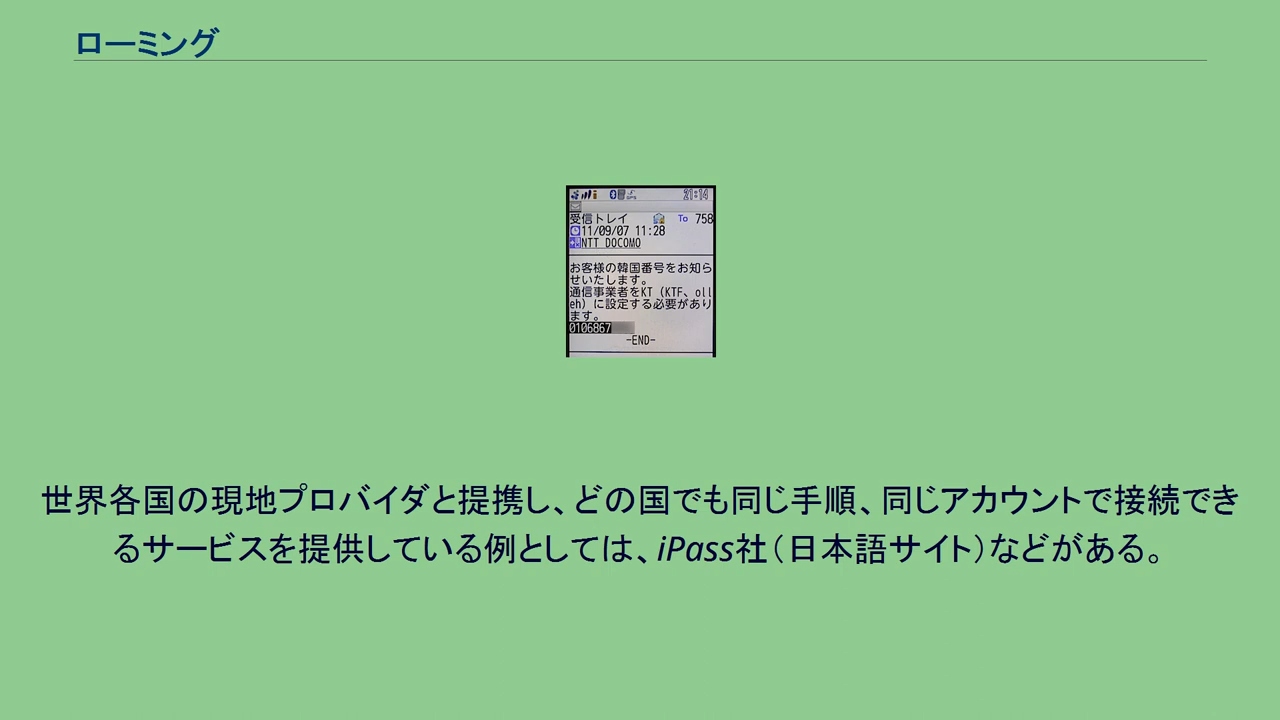 ローミング
21:14
受信トレイ To 758
11/09/07 11:28
NTT DOCOMO
お客様の韓国番号をお知ら
せいたします。
通信事業者をKT（KTF、oll
eh）に設定する必要があり
ます。
0106867
-END-
世界各国の現地プロバイダと提携し、どの国でも同じ手順、同じアカウントで接続でき
るサービスを提供している例としては、iPass社（日本語サイト）などがある。